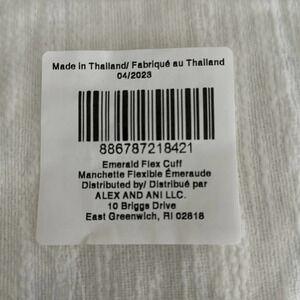 Made in Thailand/ Fabriqué au Thailand
04/2023
886787218421
Emerald Flex Cuff
Manchette Flexible Émeraude
Distributed by/ Distribué par
ALEX AND ANI LLC.
10 Briggs Drive
East Greenwich, RI 02818